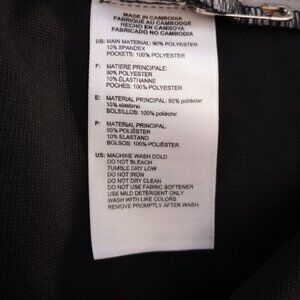 MADE IN CAMBODIA
FABRIQUÉ AU CAMBODGE
HECHO EN CAMBOYA
FABRICADO NO CAMBODIA
US: MAIN MATERIAL: 90% POLYESTER
10% SPANDEX
POCKETS: 100% POLYESTER
F: MATIÈRE PRINCIPALE:
90% POLYESTER
10% ÉLASTHANNE
POCHES: 100% POLYESTER
E: MATERIAL PRINCIPAL: 90% poliéster
10% elastano
BOLSILLOS: 100% poliéster
P: MATERIAL PRINCIPAL:
90% POLIÉSTER
10% ELASTANO
BOLSOS: 100% POLIÉSTER
US: MACHINE WASH COLD
DO NOT BLEACH
TUMBLE DRY LOW
DO NOT IRON
DO NOT DRY CLEAN
DO NOT USE FABRIC SOFTENER
USE MILD DETERGENT ONLY
WASH WITH LIKE COLORS
REMOVE PROMPTLY AFTER WASH